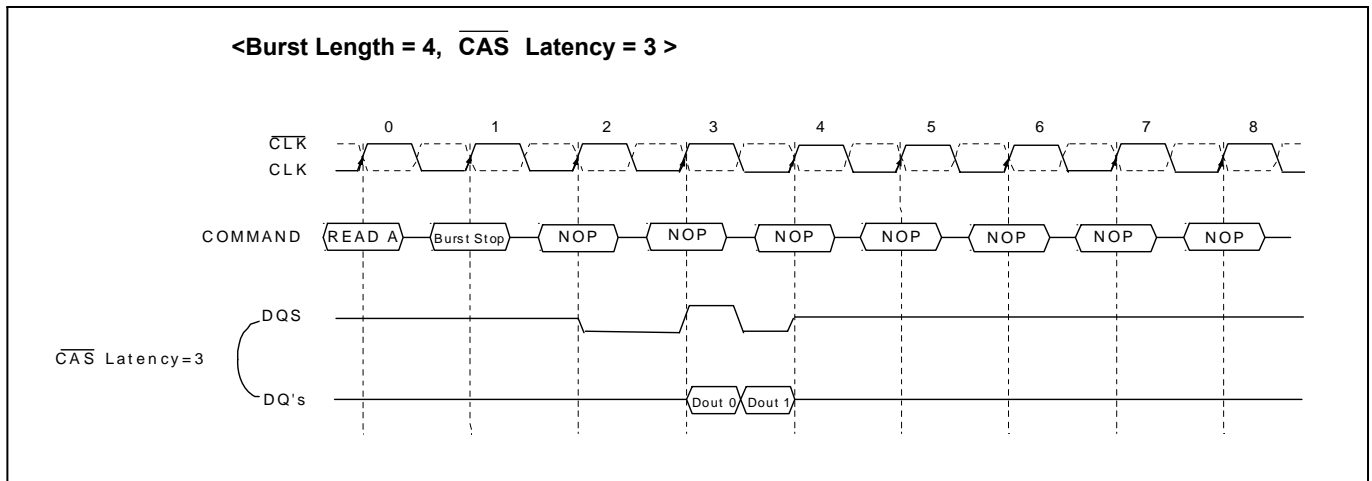 <Burst Length = 4, CAS Latency = 3 >
0 1 2 3 4 5 6 7 8
CLK
CLK
COMMAND READ A Burst Stop NOP NOP NOP NOP NOP NOP NOP
DQS
CAS Latency=3
DQ's Dout 0 Dout 1